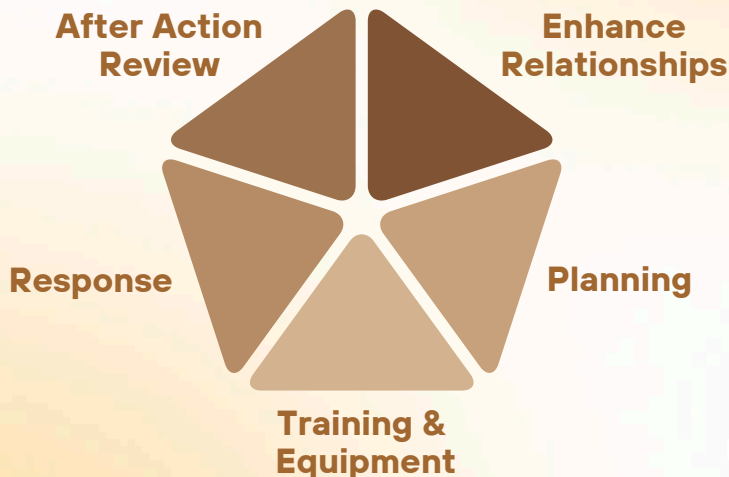 After Action
Review
Enhance
Relationships
Response
Planning
Training &
Equipment